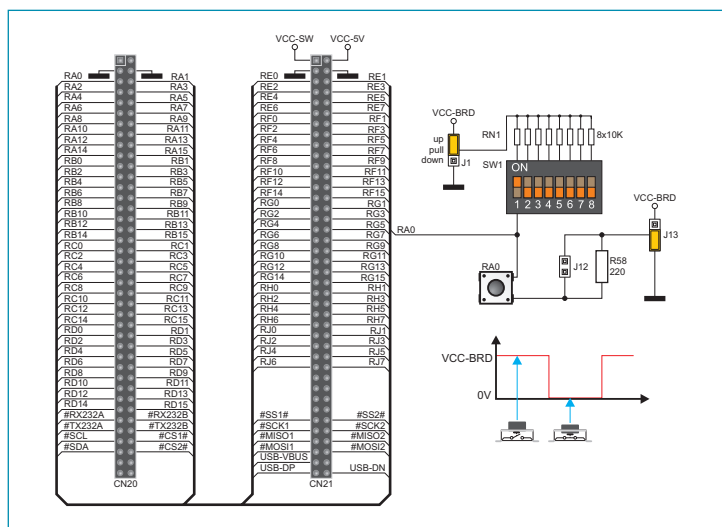 VCC-SW VCC-5V
RA0 RA1
RA2 RA3
RA4 RA5
RA6 RA7
RA8 RA9
RA10 RA11
RA12 RA13
RA14 RA15
RB0 RB1
RB2 RB3
RB4 RB5
RB6 RB7
RB8 RB9
RB10 RB11
RB12 RB13
RB14 RB15
RC0 RC1
RC2 RC3
RC4 RC5
RC6 RC7
RC8 RC9
RC10 RC11
RC12 RC13
RC14 RC15
RD0 RD1
RD2 RD3
RD4 RD5
RD6 RD7
RD8 RD9
RD10 RD11
RD12 RD13
RD14 RD15
#RX232A #RX232B
#TX232A #TX232B
#SCL #CS1#
#SDA #CS2#
CN20
RE0 RE1
RE2 RE3
RE4 RE5
RE6 RE7
RF0 RF1
RF2 RF3
RF4 RF5
RF6 RF7
RF8 RF9
RF10 RF11
RF12 RF13
RF14 RF15
RG0 RG1
RG2 RG3
RG4 RG5
RG6 RG7
RG8 RG9
RG10 RG11
RG12 RG13
RG14 RG15
RH0 RH1
RH2 RH3
RH4 RH5
RH6 RH7
RJ0 RJ1
RJ2 RJ3
RJ4 RJ5
RJ6 RJ7
#SS1# #SS2#
#SCK1 #SCK2
#MISO1 #MISO2
#MOSI1 #MOSI2
USB-VBUS
USB-DP USB-DN
CN21
VCC-BRD
up
pull
down
J1
RN1 8x10K
SW1
ON
1 2 3 4 5 6 7 8
RA0
VCC-BRD
J13
RA0
J12
R58
220
VCC-BRD
0V